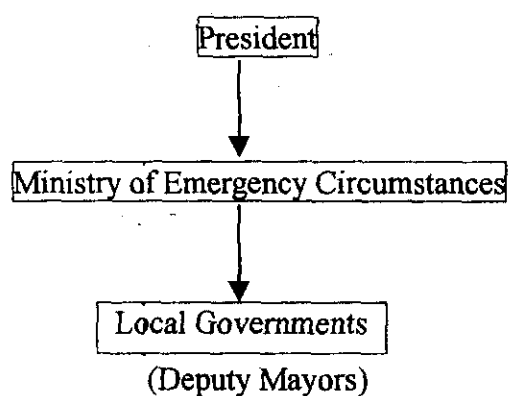 President
Ministry of Emergency Circumstances
Local Governments
(Deputy Mayors)